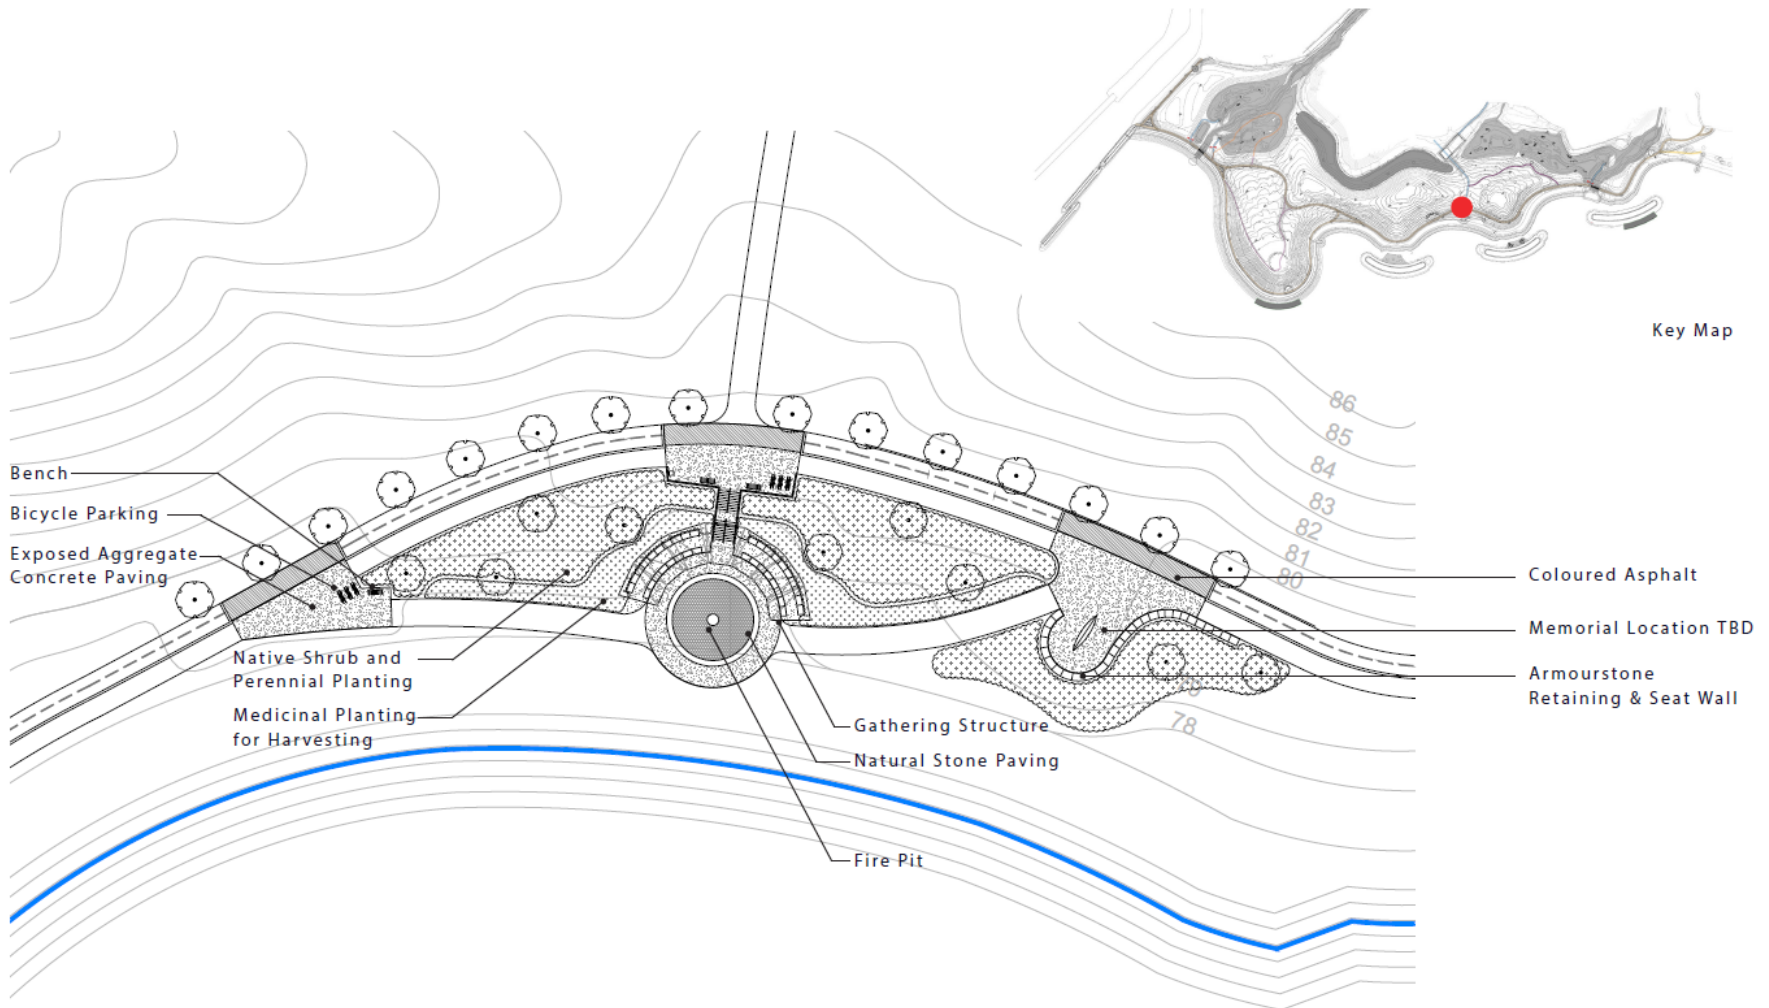 Key Map
86
85
84
83
82
81
80
78
Bench
Bicycle Parking
Exposed Aggregate
Concrete Paving
Native Shrub and
Perennial Planting
Medicinal Planting
for Harvesting
Gathering Structure
Natural Stone Paving
Fire Pit
Coloured Asphalt
Memorial Location TBD
Armourstone
Retaining & Seat Wall